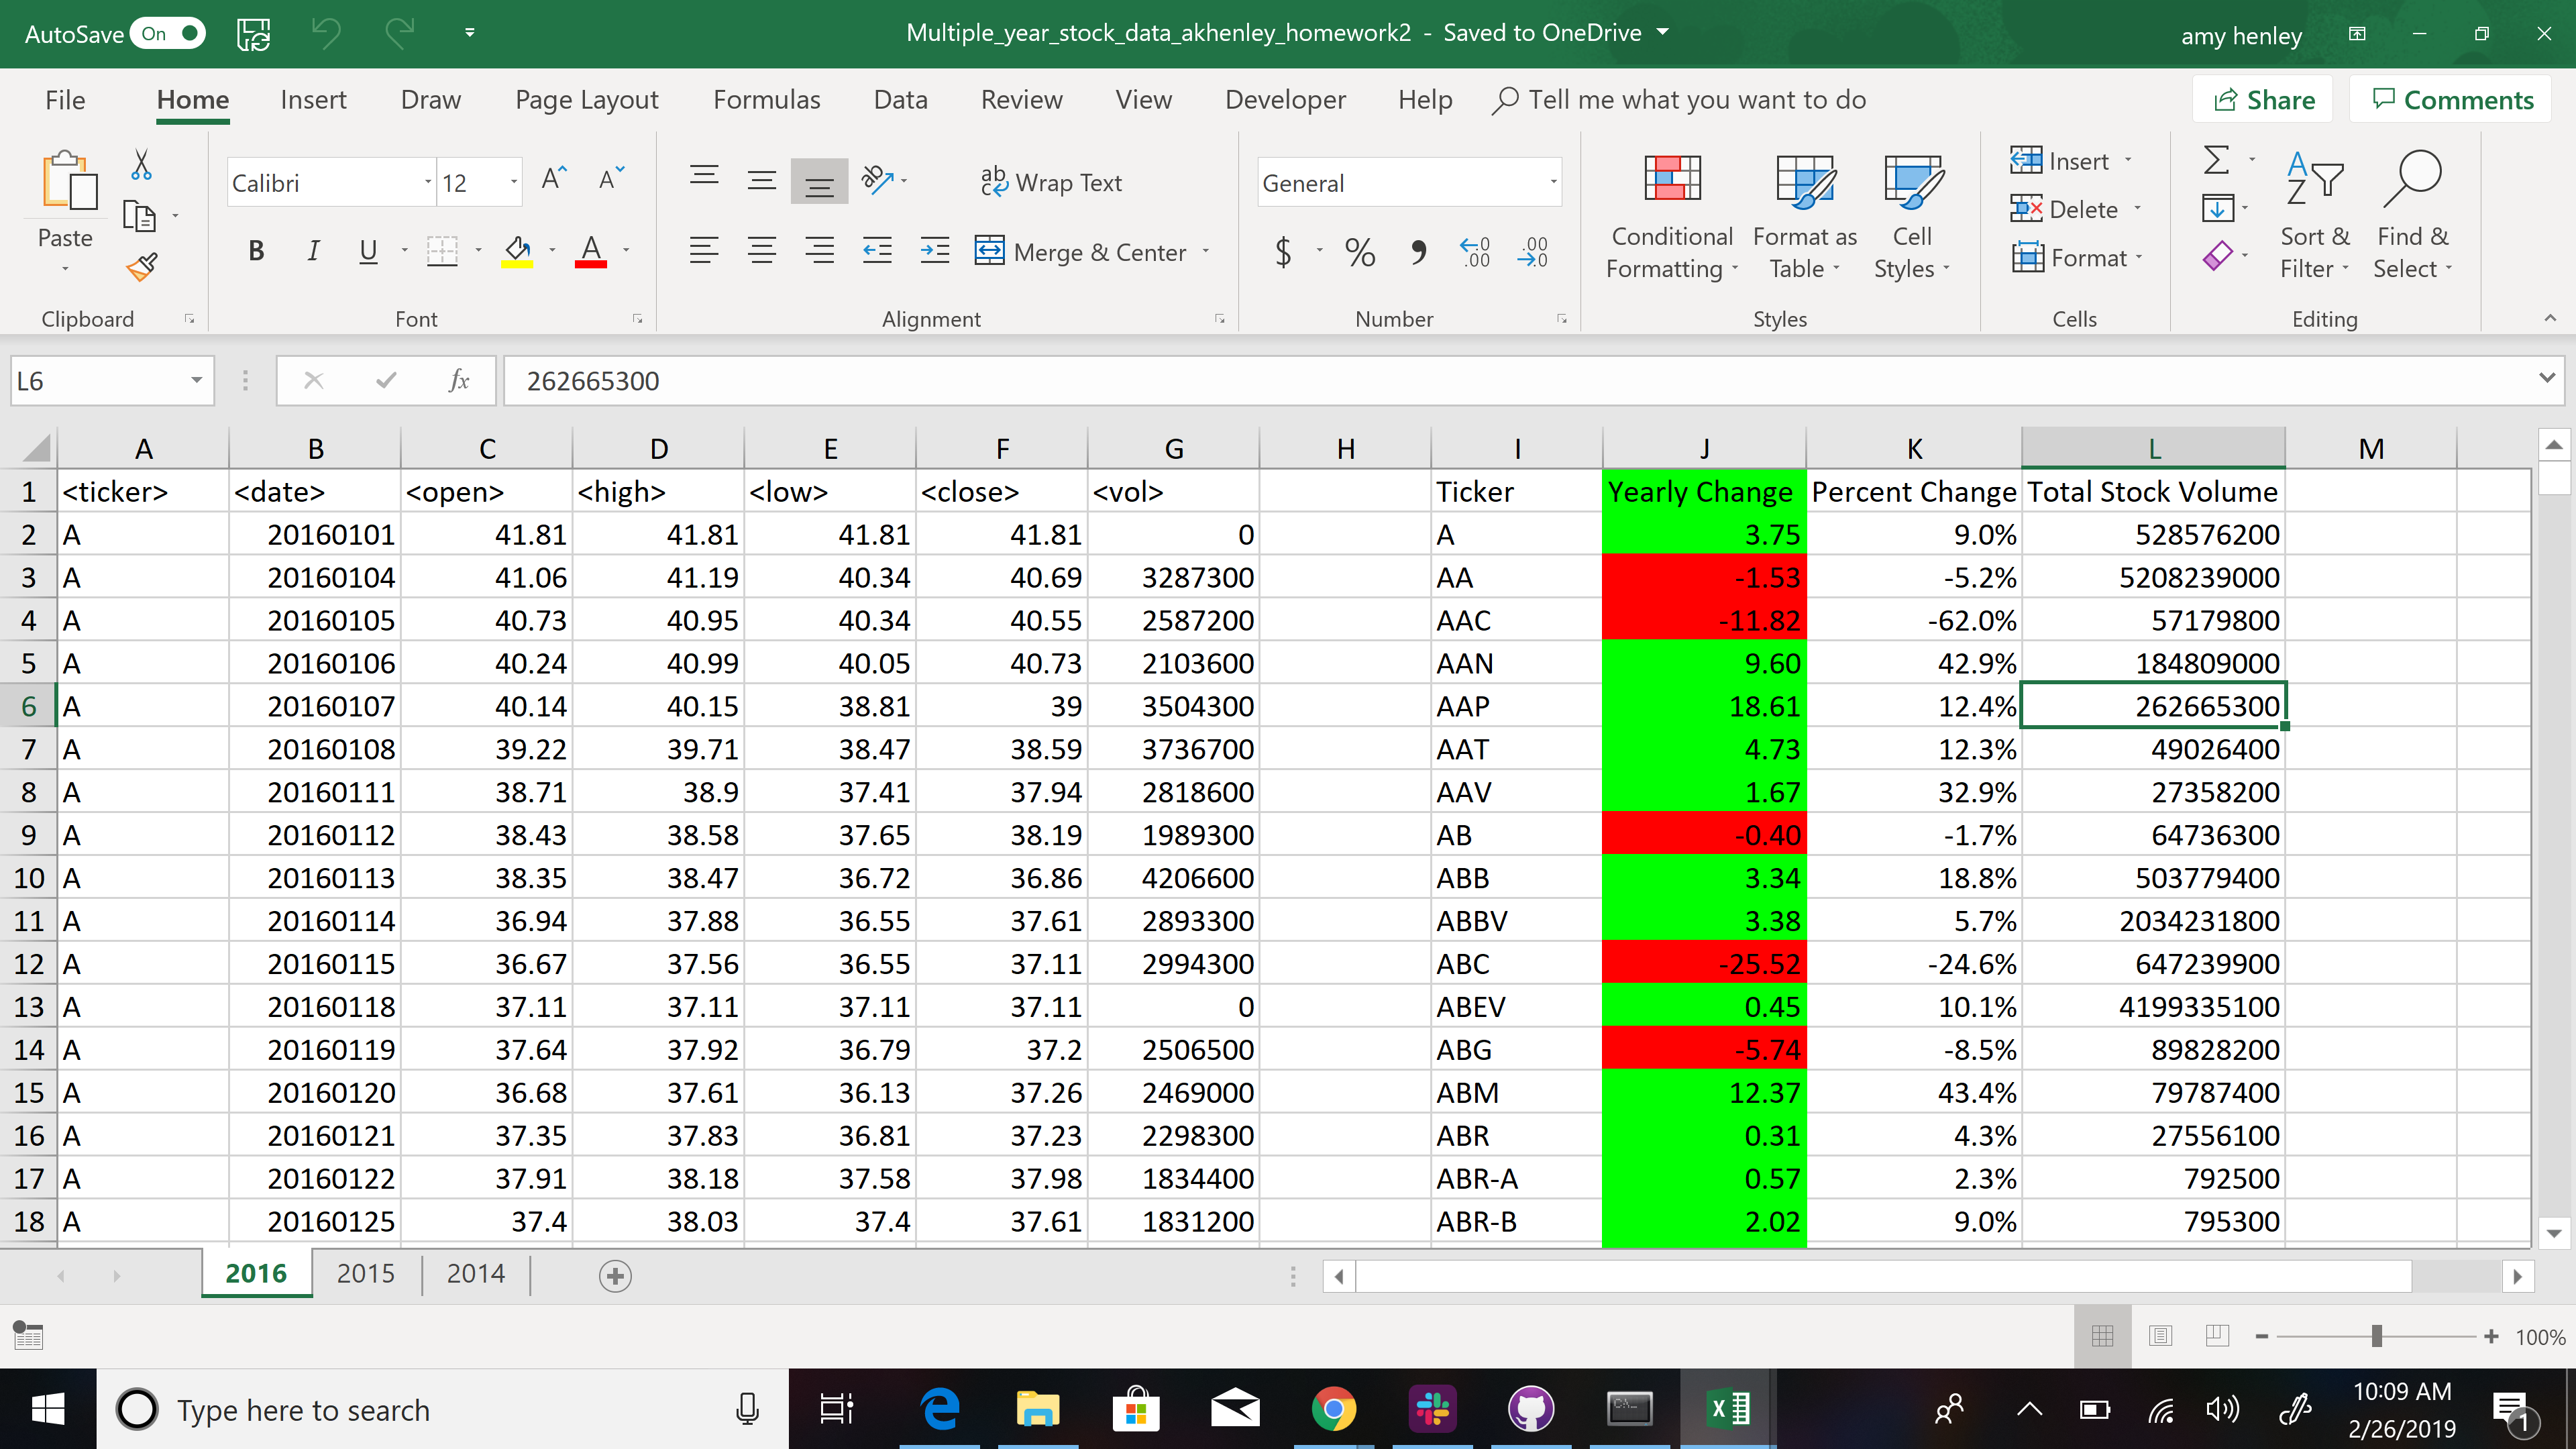 AutoSave On Multiple_year_stock_data_akhenley_homework2 - Saved to OneDrive amy henley
File Home Insert Draw Page Layout Formulas Data Review View Developer Help Tell me what you want to do Share Comments
Calibri 12 Wrap Text General Insert
Paste B I U A Merge & Center $ % Conditional Formatting Format as Table Cell Styles Delete Format Sort & Filter Find & Select
Clipboard Font Alignment Number Styles Cells Editing
L6 fx 262665300
A B C D E F G H I J K L M
1 <ticker> <date> <open> <high> <low> <close> <vol> Ticker Yearly Change Percent Change Total Stock Volume
2 A 20160101 41.81 41.81 41.81 41.81 0 A 3.75 9.0% 528576200
3 A 20160104 41.06 41.19 40.34 40.69 3287300 AA -1.53 -5.2% 5208239000
4 A 20160105 40.73 40.95 40.34 40.55 2587200 AAC -11.82 -62.0% 57179800
5 A 20160106 40.24 40.99 40.05 40.73 2103600 AAN 9.60 42.9% 184809000
6 A 20160107 40.14 40.15 38.81 39 3504300 AAP 18.61 12.4% 262665300
7 A 20160108 39.22 39.71 38.47 38.59 3736700 AAT 4.73 12.3% 49026400
8 A 20160111 38.71 38.9 37.41 37.94 2818600 AAV 1.67 32.9% 27358200
9 A 20160112 38.43 38.58 37.65 38.19 1989300 AB -0.40 -1.7% 64736300
10 A 20160113 38.35 38.47 36.72 36.86 4206600 ABB 3.34 18.8% 503779400
11 A 20160114 36.94 37.88 36.55 37.61 2893300 ABBV 3.38 5.7% 2034231800
12 A 20160115 36.67 37.56 36.55 37.11 2994300 ABC -25.52 -24.6% 647239900
13 A 20160118 37.11 37.11 37.11 37.11 0 ABEV 0.45 10.1% 4199335100
14 A 20160119 37.64 37.92 36.79 37.2 2506500 ABG -5.74 -8.5% 89828200
15 A 20160120 36.68 37.61 36.13 37.26 2469000 ABM 12.37 43.4% 79787400
16 A 20160121 37.35 37.83 36.81 37.23 2298300 ABR 0.31 4.3% 27556100
17 A 20160122 37.91 38.18 37.58 37.98 1834400 ABR-A 0.57 2.3% 792500
18 A 20160125 37.4 38.03 37.4 37.61 1831200 ABR-B 2.02 9.0% 795300
2016 2015 2014
100%
Type here to search 10:09 AM
2/26/2019 1